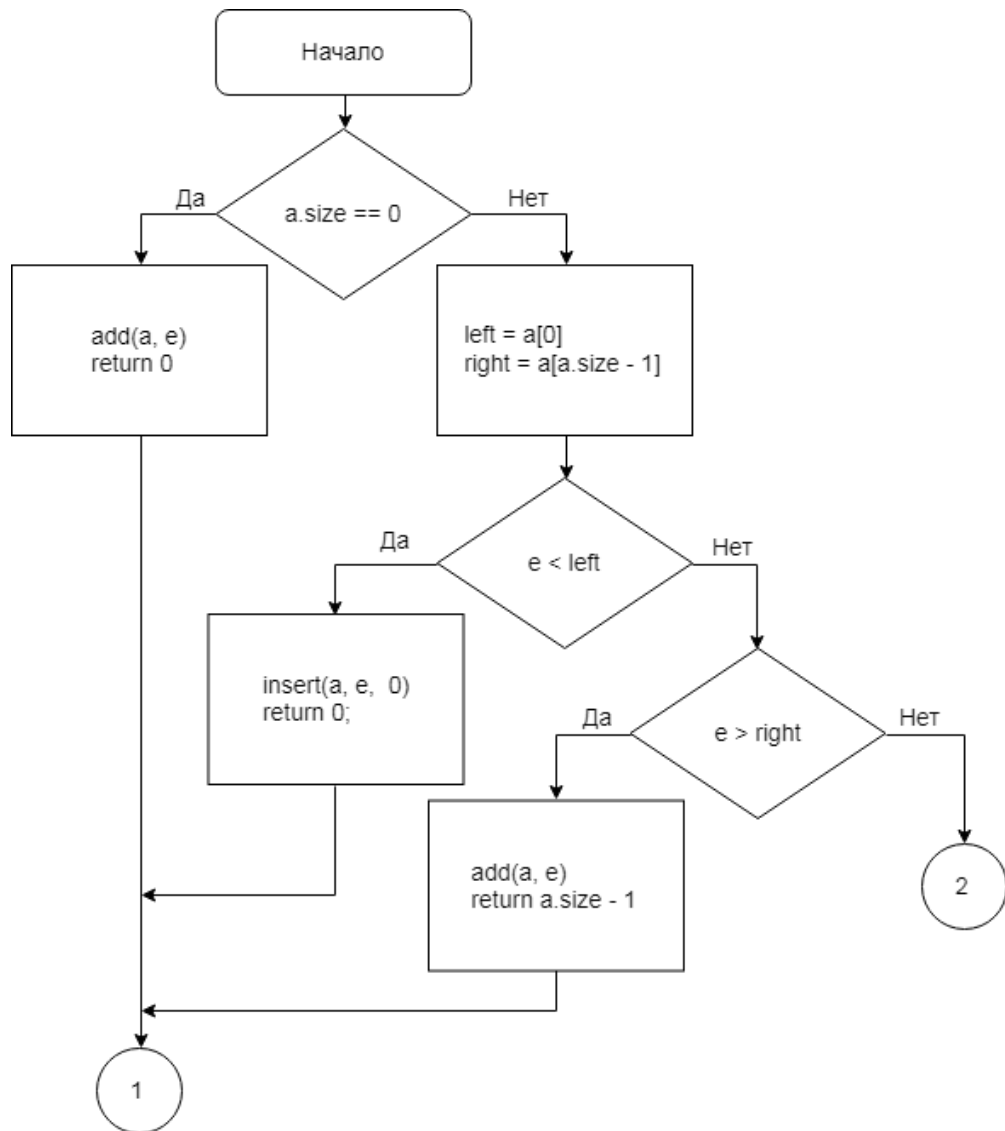 Начало
Да
Нет
a.size == 0
add(a, e)
return 0
left = a[0]
right = a[a.size - 1]
Да
Нет
e < left
insert(a, e,  0)
return 0;
Да
Нет
e > right
add(a, e)
return a.size - 1
2
1